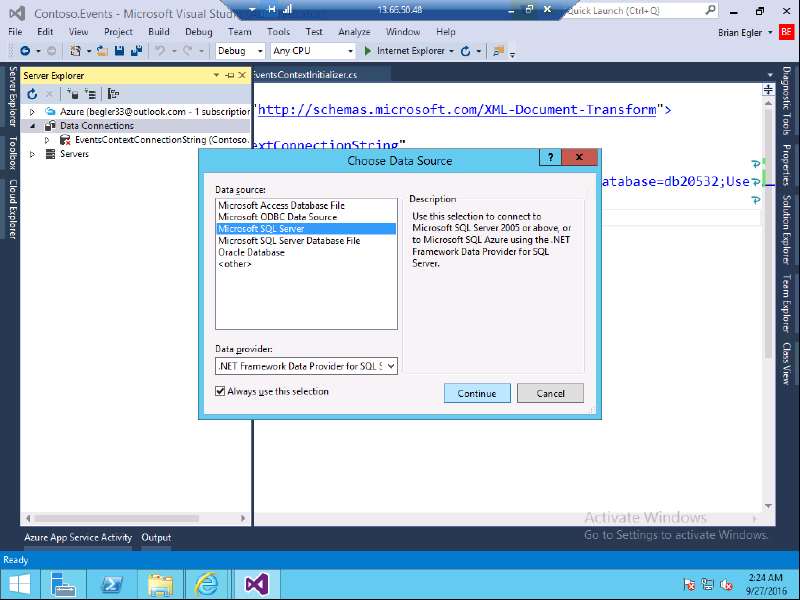 13.66.50.48
Contoso.Events - Microsoft Visual Stud
Quick Launch (Ctrl+Q)
File Edit View Project Build Debug Team Tools Test Analyze Window Help
Brian Egler
BE
Debug
Any CPU
Internet Explorer
Server Explorer
EventsContextInitializer.cs
Azure (begler33@outlook.com - 1 subscription
Data Connections
EventsContextConnectionString (Contoso.
Servers
"http://schemas.microsoft.com/XML-Document-Transform">
extConnectionString"
atabase=db20532;Use
Choose Data Source
?
Data source:
Microsoft Access Database File
Microsoft ODBC Data Source
Microsoft SQL Server
Microsoft SQL Server Database File
Oracle Database
<other>
Description
Use this selection to connect to
Microsoft SQL Server 2005 or above, or
to Microsoft SQL Azure using the .NET
Framework Data Provider for SQL
Server.
Data provider:
.NET Framework Data Provider for SQL S
Always use this selection
Continue
Cancel
Server Explorer
Toolbox
Cloud Explorer
Diagnostic Tools
Properties
Solution Explorer
Team Explorer
Class View
Activate Windows
Go to Settings to activate Windows.
Azure App Service Activity Output
Ready
2:24 AM
9/27/2016